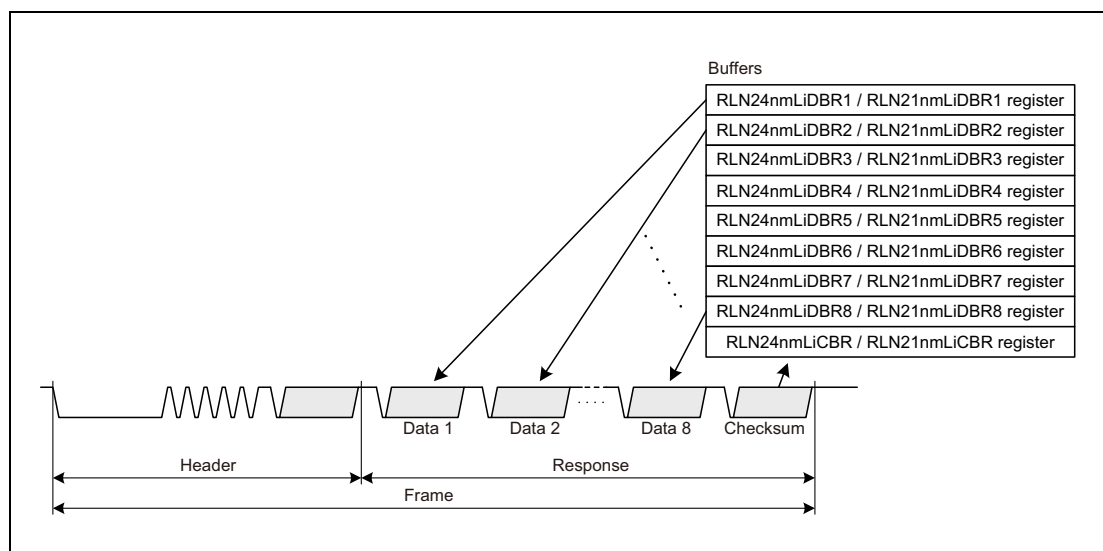 Buffers
RLN24nmLiDBR1 / RLN21nmLiDBR1 register
RLN24nmLiDBR2 / RLN21nmLiDBR2 register
RLN24nmLiDBR3 / RLN21nmLiDBR3 register
RLN24nmLiDBR4 / RLN21nmLiDBR4 register
RLN24nmLiDBR5 / RLN21nmLiDBR5 register
RLN24nmLiDBR6 / RLN21nmLiDBR6 register
RLN24nmLiDBR7 / RLN21nmLiDBR7 register
RLN24nmLiDBR8 / RLN21nmLiDBR8 register
RLN24nmLiCBR / RLN21nmLiCBR register
Data 1 Data 2 Data 8 Checksum
Header Response
Frame